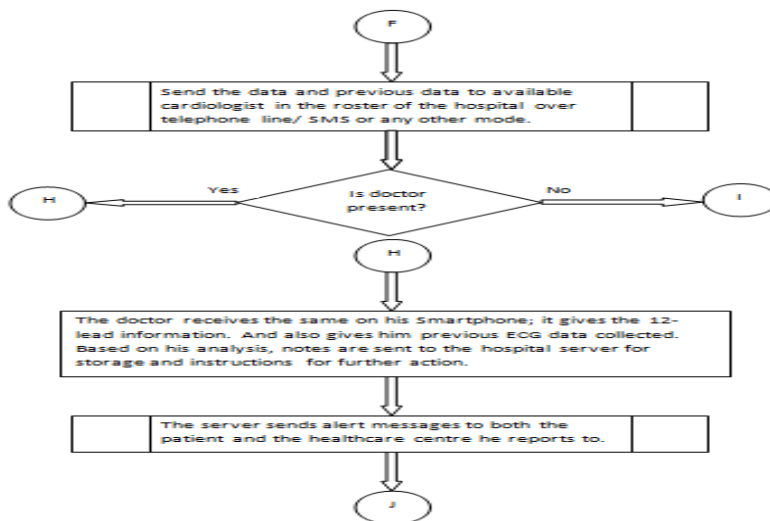 F
Send the data and previous data to available
cardiologist in the roster of the hospital over
telephone line/ SMS or any other mode.
Yes
No
H
Is doctor
present?
I
H
The doctor receives the same on his Smartphone; it gives the 12-
lead information. And also gives him previous ECG data collected.
Based on his analysis, notes are sent to the hospital server for
storage and instructions for further action.
The server sends alert messages to both the
patient and the healthcare centre he reports to.
J